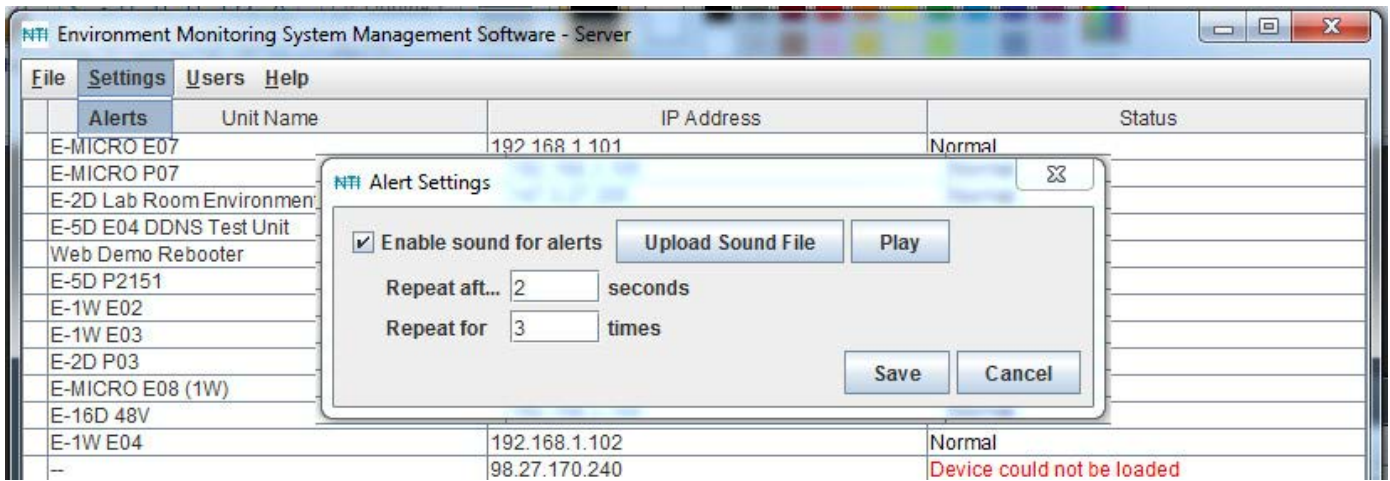 NTI Environment Monitoring System Management Software - Server
File Settings Users Help
Alerts Unit Name IP Address Status
E-MICRO E07 192.168.1.101 Normal
E-MICRO P07
NTI Alert Settings
E-2D Lab Room Environment
E-5D E04 DDNS Test Unit
Enable sound for alerts Upload Sound File Play
Web Demo Rebooter
E-5D P2151
Repeat aft... 2 seconds
E-1W E02
E-1W E03
Repeat for 3 times
E-2D P03
E-MICRO E08 (1W)
Save Cancel
E-16D 48V
E-1W E04 192.168.1.102 Normal
-- 98.27.170.240 Device could not be loaded